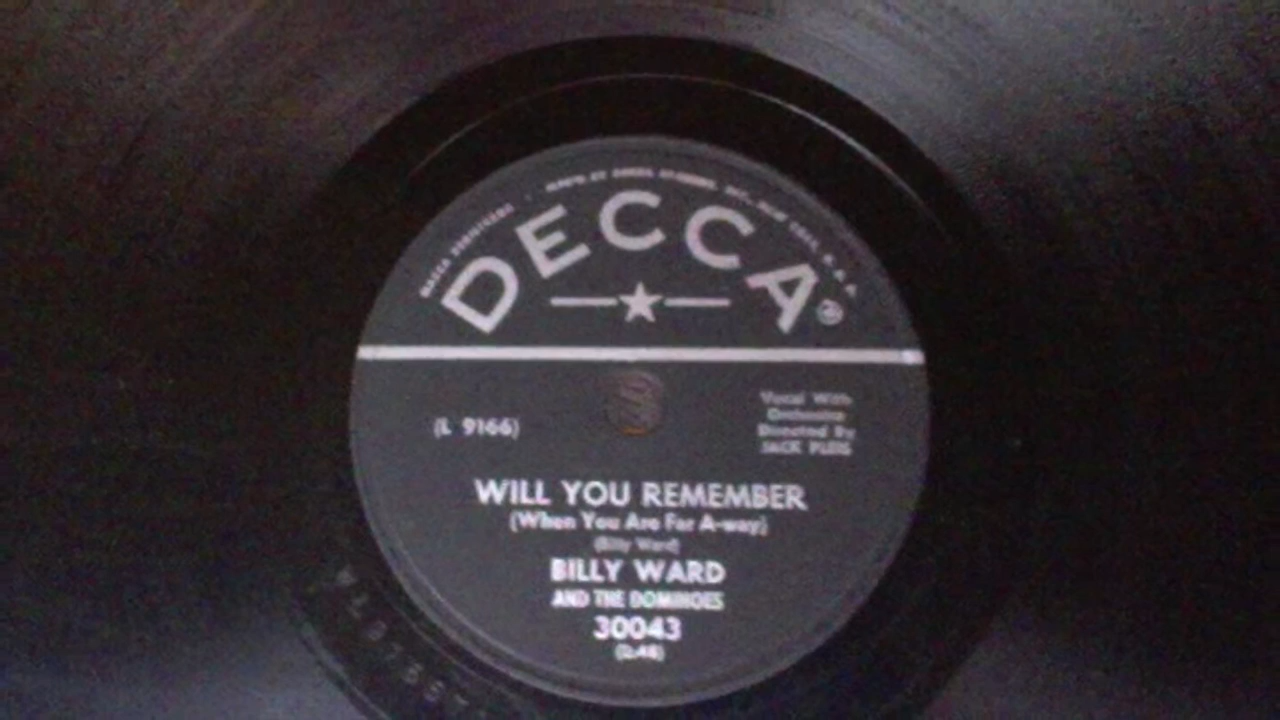 DECCA®
(L 9166)
Vocal With
Orchestra
Directed By
JACK PLEIS
WILL YOU REMEMBER
(When You Are Far A-way)
(Billy Ward)
BILLY WARD
AND THE DOMINOES
30043
(2:48)